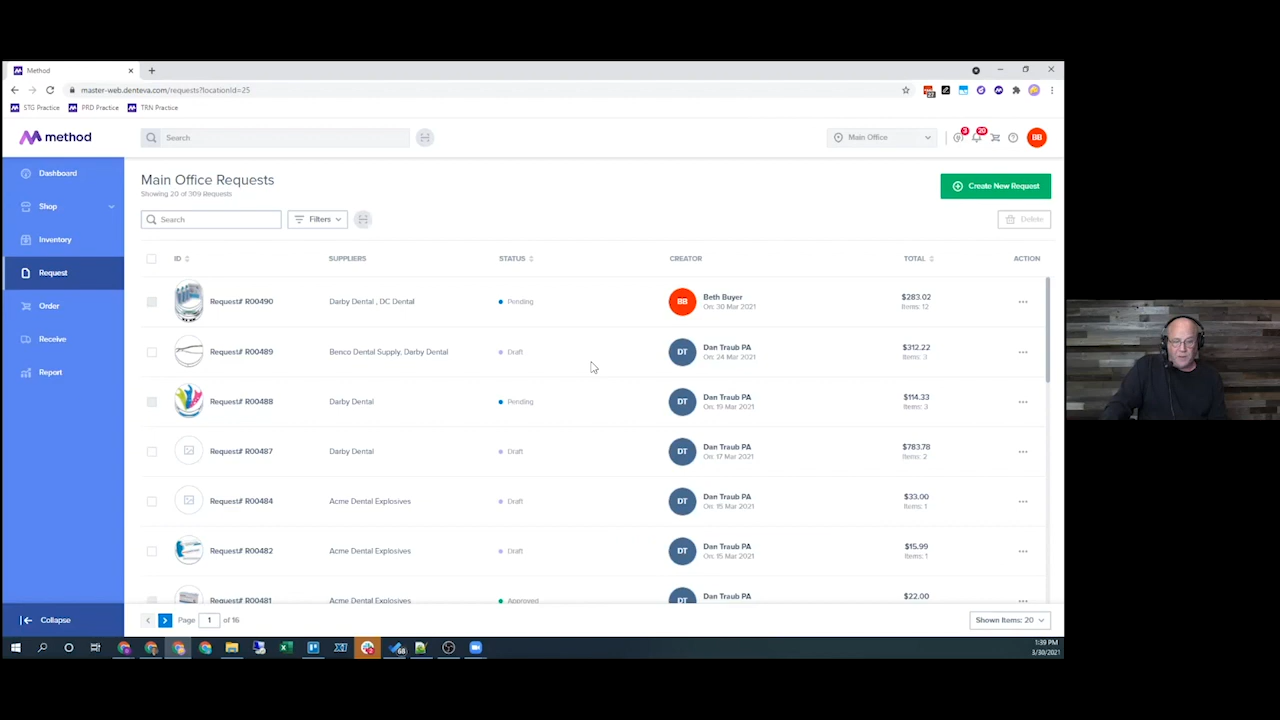 Method
master-web.denteva.com/requests?locationId=25
STG Practice PRD Practice TRN Practice
method
Search
Main Office
3
20
BB
Dashboard
Shop
Inventory
Request
Order
Receive
Report
Collapse
Main Office Requests
Showing 20 of 309 Requests
Create New Request
Search
Filters
Delete
ID SUPPLIERS STATUS CREATOR TOTAL ACTION
Request# R00490 Darby Dental , DC Dental Pending BB Beth Buyer $283.02
On: 30 Mar 2021 Items: 12
Request# R00489 Benco Dental Supply, Darby Dental Draft DT Dan Traub PA $312.22
On: 24 Mar 2021 Items: 3
Request# R00488 Darby Dental Pending DT Dan Traub PA $114.33
On: 19 Mar 2021 Items: 3
Request# R00487 Darby Dental Draft DT Dan Traub PA $783.78
On: 17 Mar 2021 Items: 2
Request# R00484 Acme Dental Explosives Draft DT Dan Traub PA $33.00
On: 15 Mar 2021 Items: 1
Request# R00482 Acme Dental Explosives Draft DT Dan Traub PA $15.99
On: 15 Mar 2021 Items: 1
Request# R00481 Acme Dental Explosives Approved DT Dan Traub PA $22.00
Page 1 of 16
Shown Items: 20
1:39 PM
3/30/2021